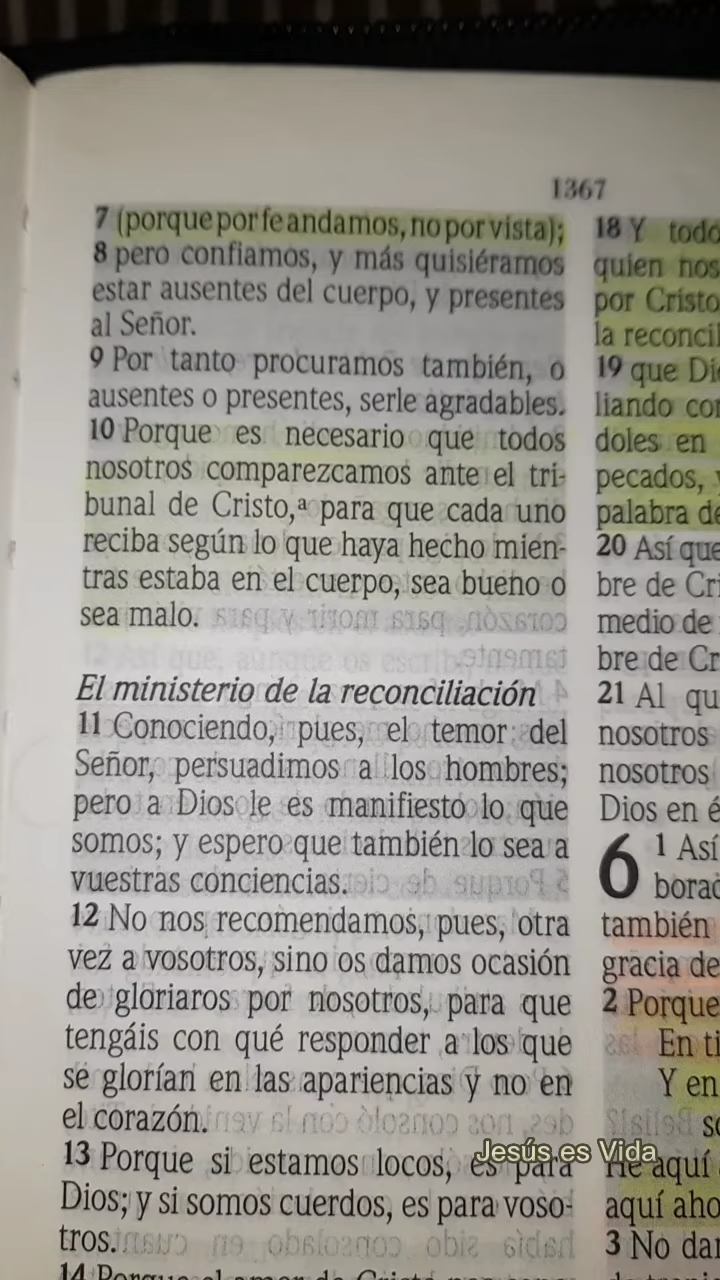 1367
7 (porque por fe andamos, no por vista);
8 pero confiamos, y más quisiéramos
estar ausentes del cuerpo, y presentes
al Señor.
9 Por tanto procuramos también, o
ausentes o presentes, serle agradables.
10 Porque es necesario que todos
nosotros comparezcamos ante el tri-
bunal de Cristo,ª para que cada uno
reciba según lo que haya hecho mien-
tras estaba en el cuerpo, sea bueno o
sea malo.
El ministerio de la reconciliación
11 Conociendo, pues, el temor del
Señor, persuadimos a los hombres;
pero a Dios le es manifiesto lo que
somos; y espero que también lo sea a
vuestras conciencias.
12 No nos recomendamos, pues, otra
vez a vosotros, sino os damos ocasión
de gloriaros por nosotros, para que
tengáis con qué responder a los que
se glorían en las apariencias y no en
el corazón.
13 Porque si estamos locos, es para
Dios; y si somos cuerdos, es para voso-
tros.
18 Y todo
quien nos
por Cristo
la reconcil
19 que Di
liando con
doles en
pecados,
palabra de
20 Así que
bre de Cri
medio de
bre de Cr
21 Al qu
nosotros
nosotros
Dios en é
6 1 Así
borad
también
gracia de
2 Porque
En ti
Y en
so
He aquí
aquí aho
3 No dar
Jesús es Vida